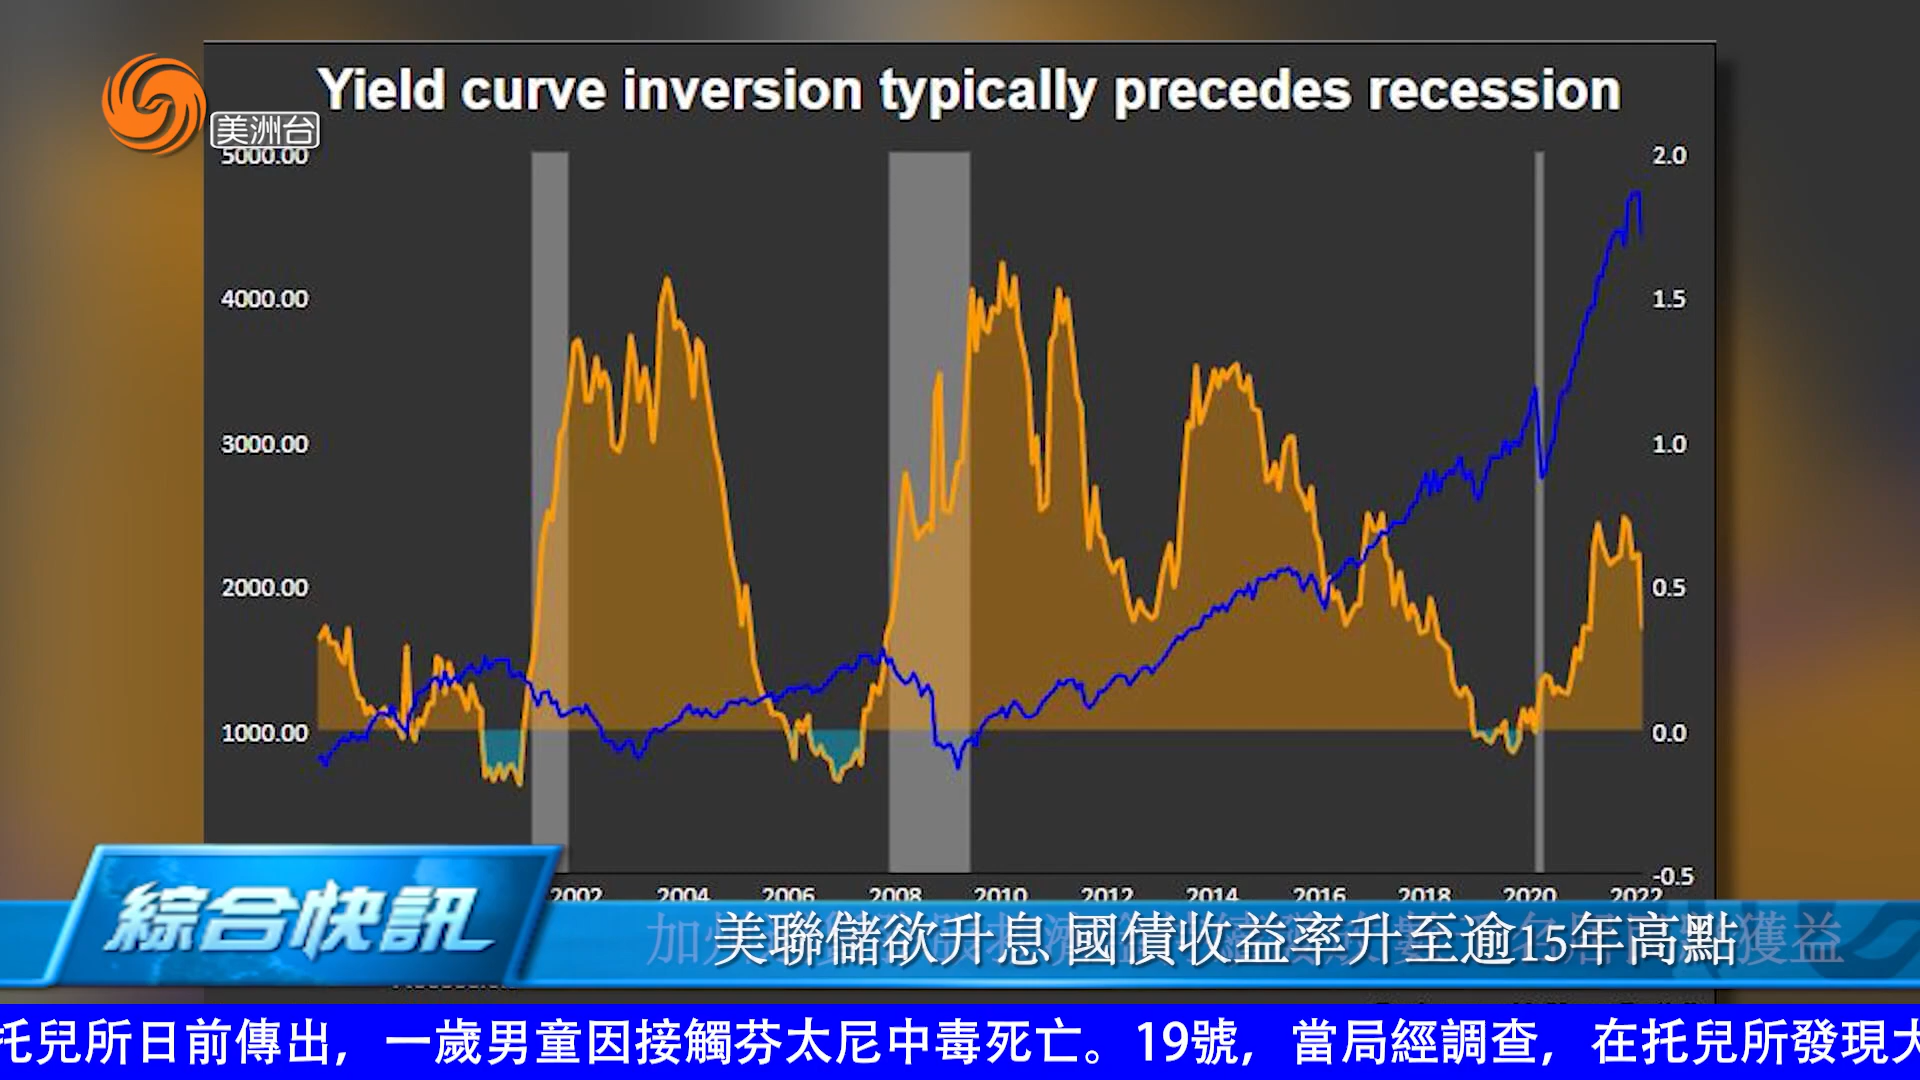 Yield curve inversion typically precedes recession
美洲台
5000.00
2.0
4000.00
1.5
3000.00
1.0
2000.00
0.5
1000.00
0.0
-0.5
2002 2004 2006 2008 2010 2012 2014 2016 2018 2020 2022
綜合快訊
美聯儲欲升息 國債收益率升至逾15年高點
托兒所日前傳出，一歲男童因接觸芬太尼中毒死亡。19號，當局經調查，在托兒所發現大